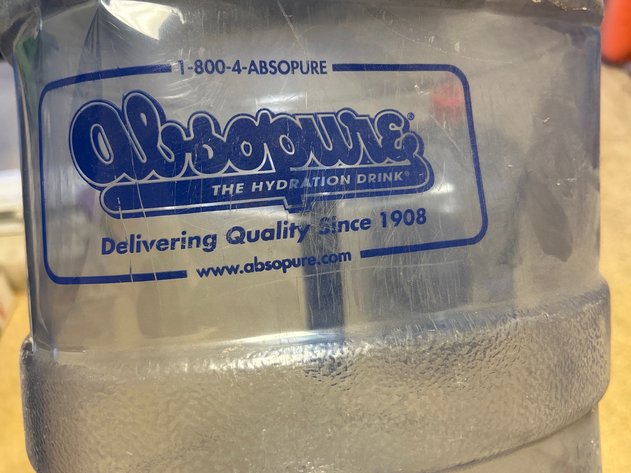 1-800-4-ABSOPURE
absopure®
THE HYDRATION DRINK®
Delivering Quality Since 1908
www.absopure.com